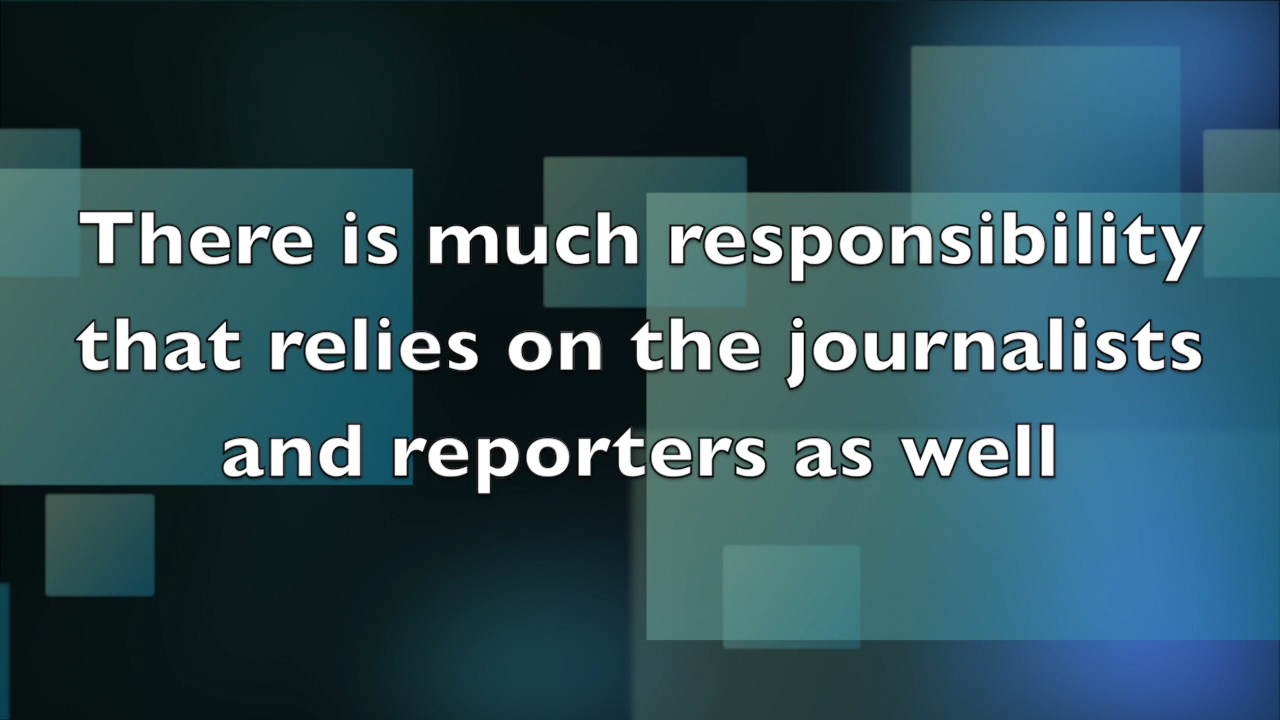 There is much responsibility
that relies on the journalists
and reporters as well